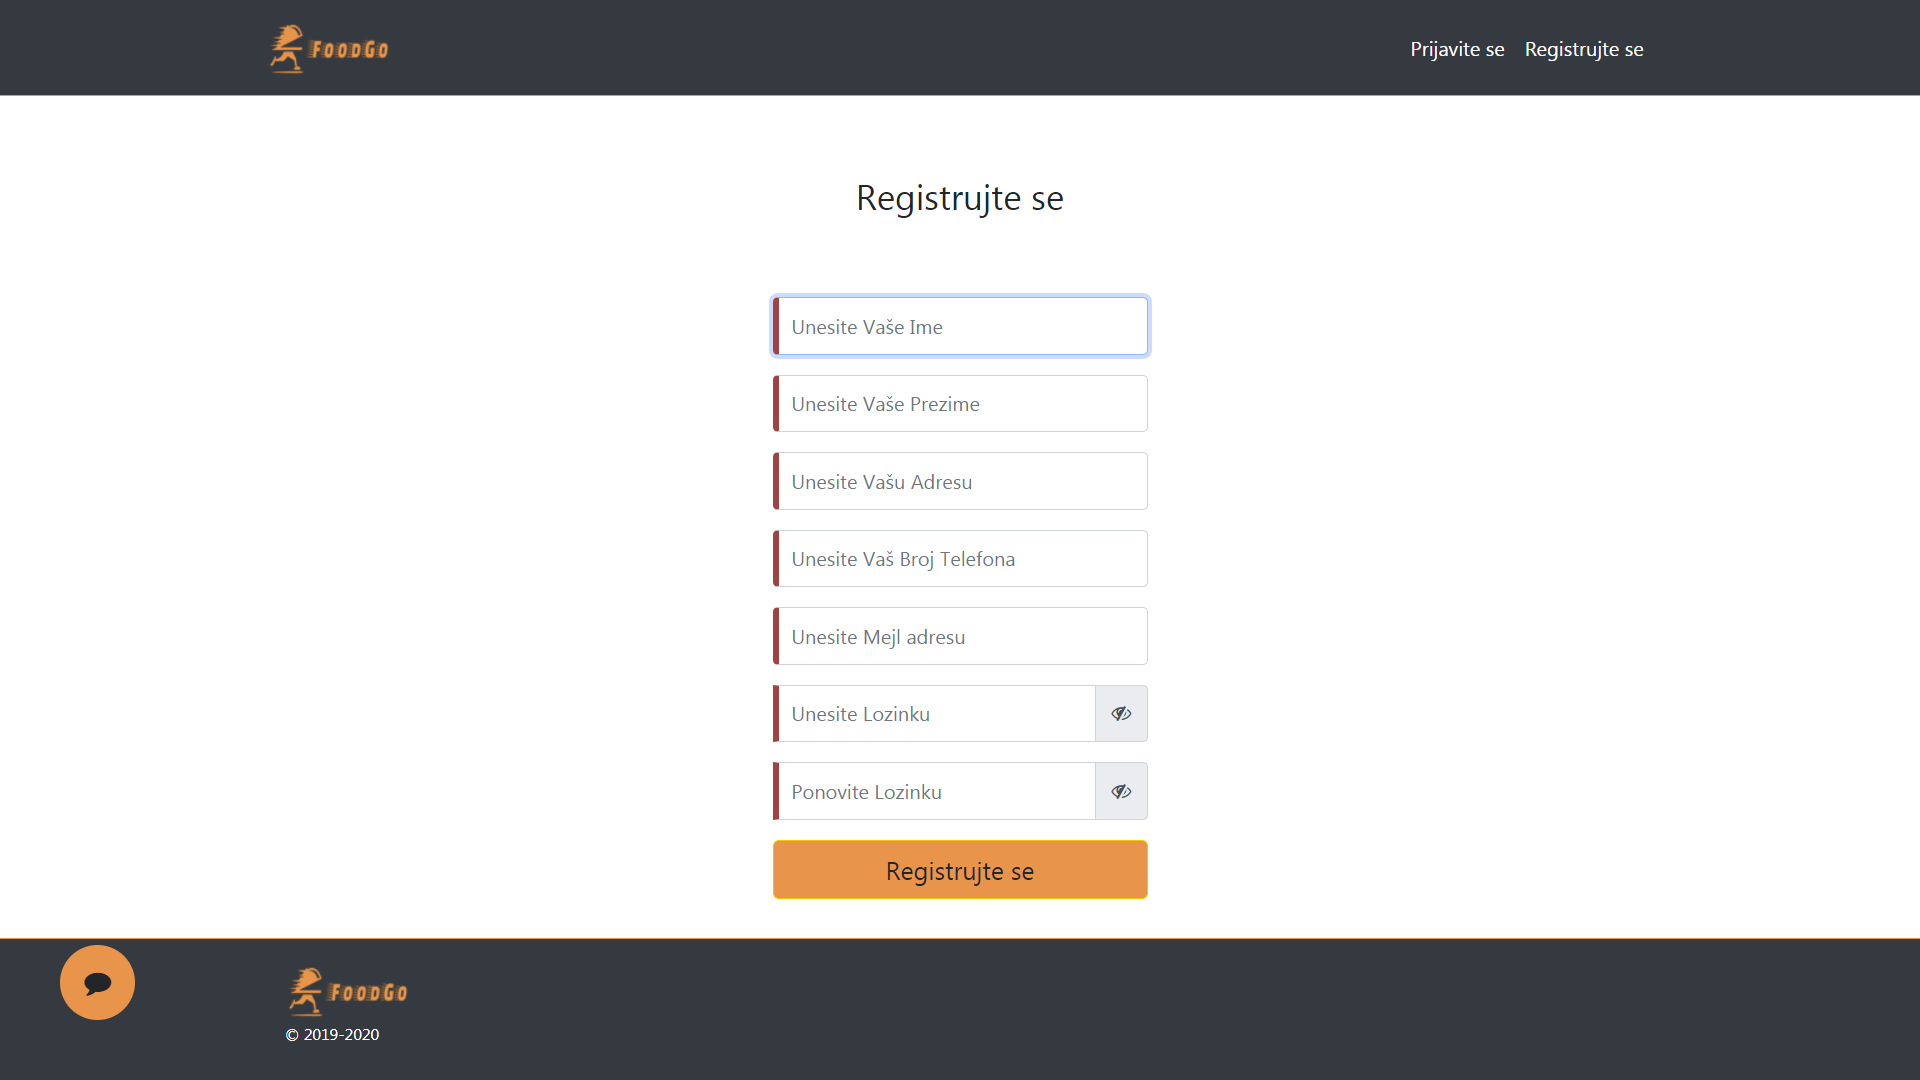 FoodGo
Prijavite se
Registrujte se
Registrujte se
Unesite Vaše Ime
Unesite Vaše Prezime
Unesite Vašu Adresu
Unesite Vaš Broj Telefona
Unesite Mejl adresu
Unesite Lozinku
Ponovite Lozinku
Registrujte se
FoodGo
© 2019-2020